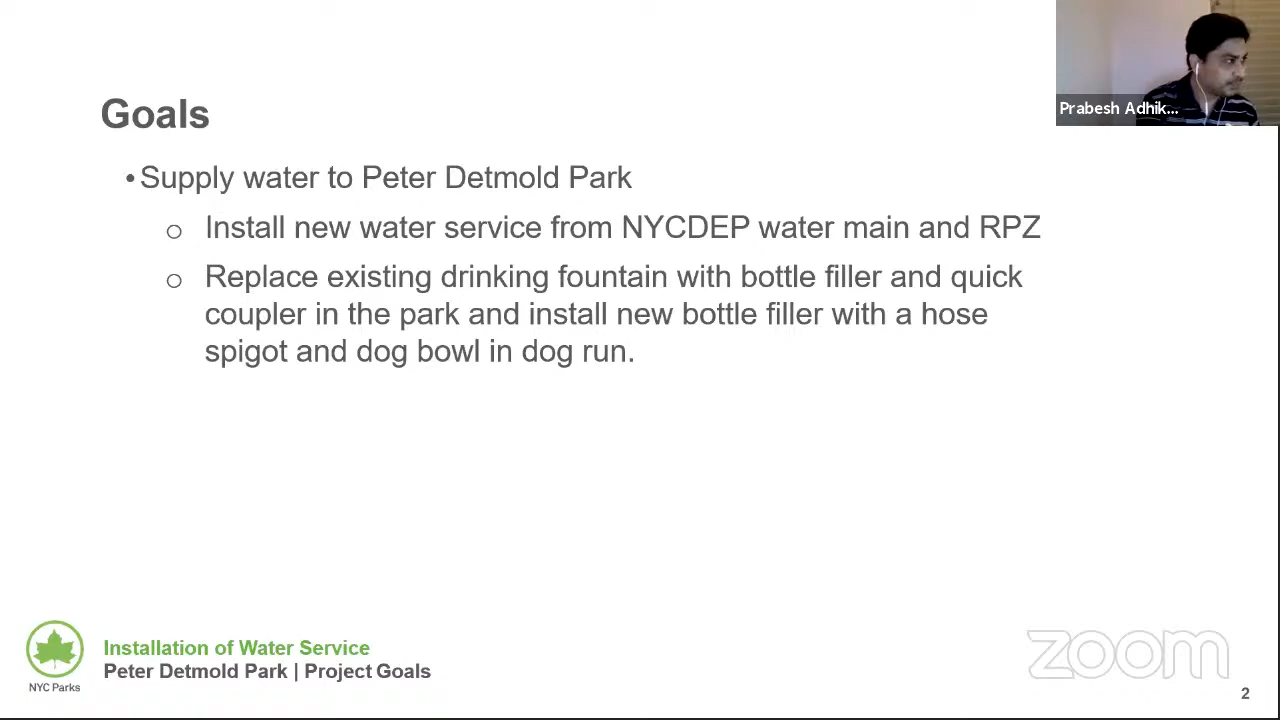 Prabesh Adhik...
Goals
• Supply water to Peter Detmold Park
o Install new water service from NYCDEP water main and RPZ
o Replace existing drinking fountain with bottle filler and quick
coupler in the park and install new bottle filler with a hose
spigot and dog bowl in dog run.
Installation of Water Service
Peter Detmold Park | Project Goals
NYC Parks
zoom
2